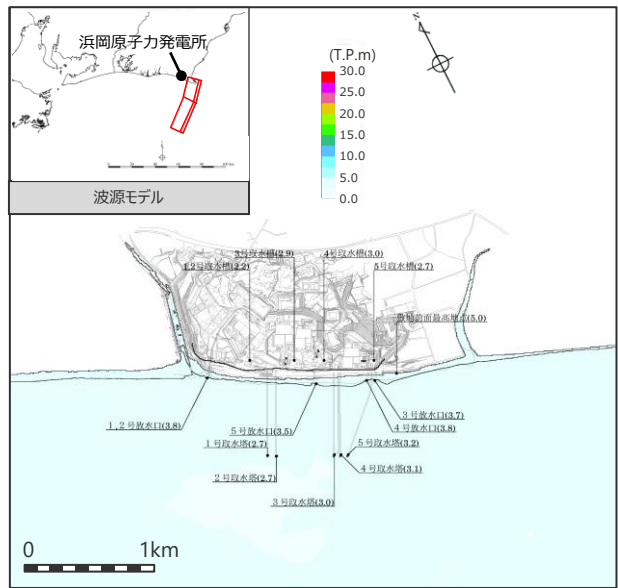 浜岡原子力発電所
波源モデル
(T.P.m)
30.0
25.0
20.0
15.0
10.0
5.0
0.0
3号取水槽(2.9)
4号取水槽(3.0)
1,2号取水槽(2.2)
5号取水槽(2.7)
敷地前面最高地点(5.0)
1,2号放水口(3.8)
5号放水口(3.5)
3号放水口(3.7)
4号放水口(3.8)
1号取水塔(2.7)
5号取水塔(3.2)
2号取水塔(2.7)
4号取水塔(3.1)
3号取水塔(3.0)
0 1km